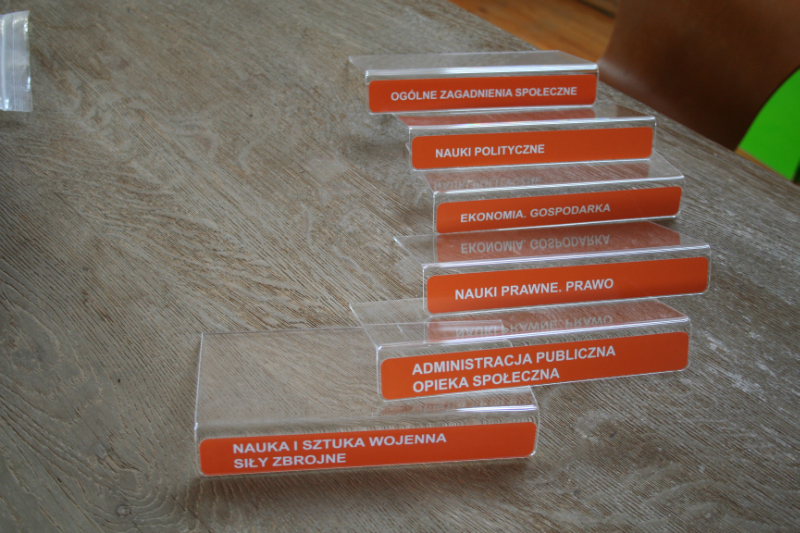 OGÓLNE ZAGADNIENIA SPOŁECZNE
NAUKI POLITYCZNE
EKONOMIA. GOSPODARKA
NAUKI PRAWNE. PRAWO
ADMINISTRACJA PUBLICZNA
OPIEKA SPOŁECZNA
NAUKA I SZTUKA WOJENNA
SIŁY ZBROJNE